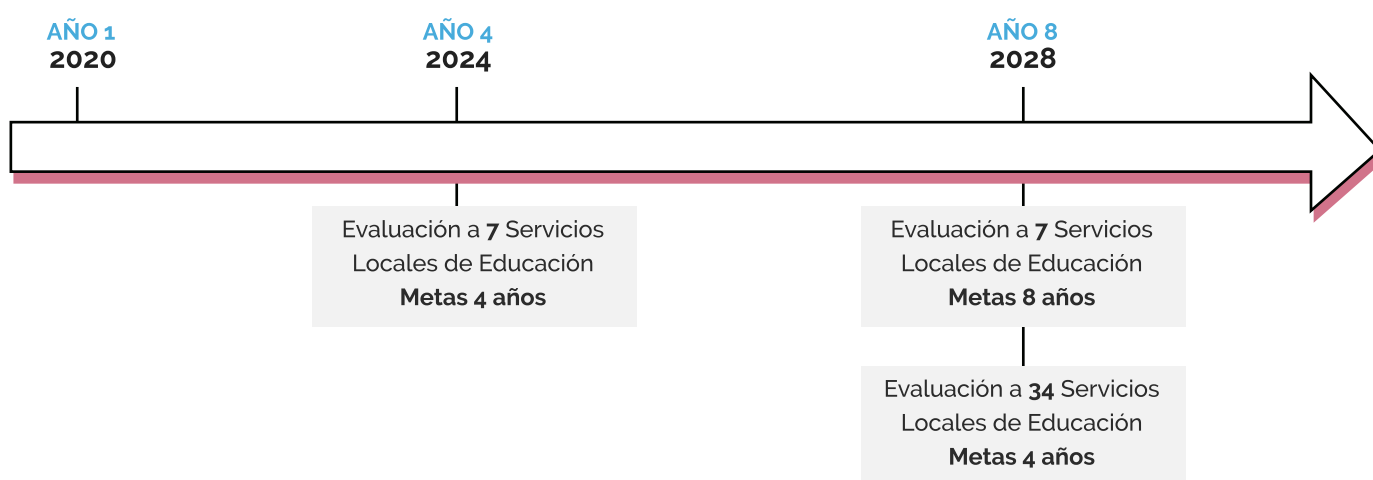 AÑO 1
2020
AÑO 4
2024
AÑO 8
2028
Evaluación a 7 Servicios
Locales de Educación
Metas 4 años
Evaluación a 7 Servicios
Locales de Educación
Metas 8 años
Evaluación a 34 Servicios
Locales de Educación
Metas 4 años